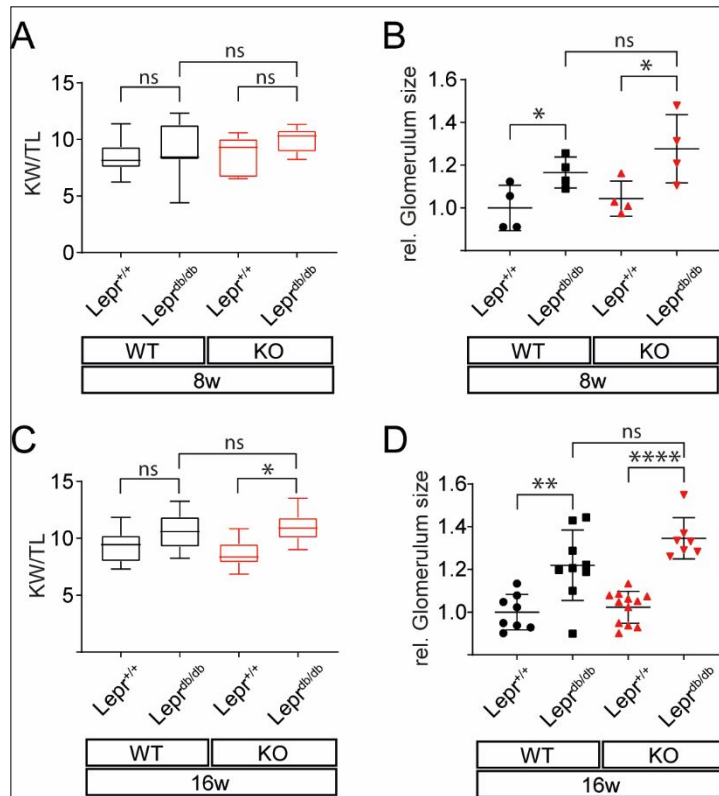 A
ns
ns
ns
15
10
5
0
KW/TL
Lepr+/+
Leprdb/db
Lepr+/+
Leprdb/db
WT
KO
8w
B
ns
*
*
1.6
1.4
1.2
1.0
rel. Glomerulum size
Lepr+/+
Leprdb/db
Lepr+/+
Leprdb/db
WT
KO
8w
C
ns
ns
*
15
10
5
KW/TL
Lepr+/+
Leprdb/db
Lepr+/+
Leprdb/db
WT
KO
16w
D
ns
**
****
1.6
1.4
1.2
1.0
rel. Glomerulum size
Lepr+/+
Leprdb/db
Lepr+/+
Leprdb/db
WT
KO
16w